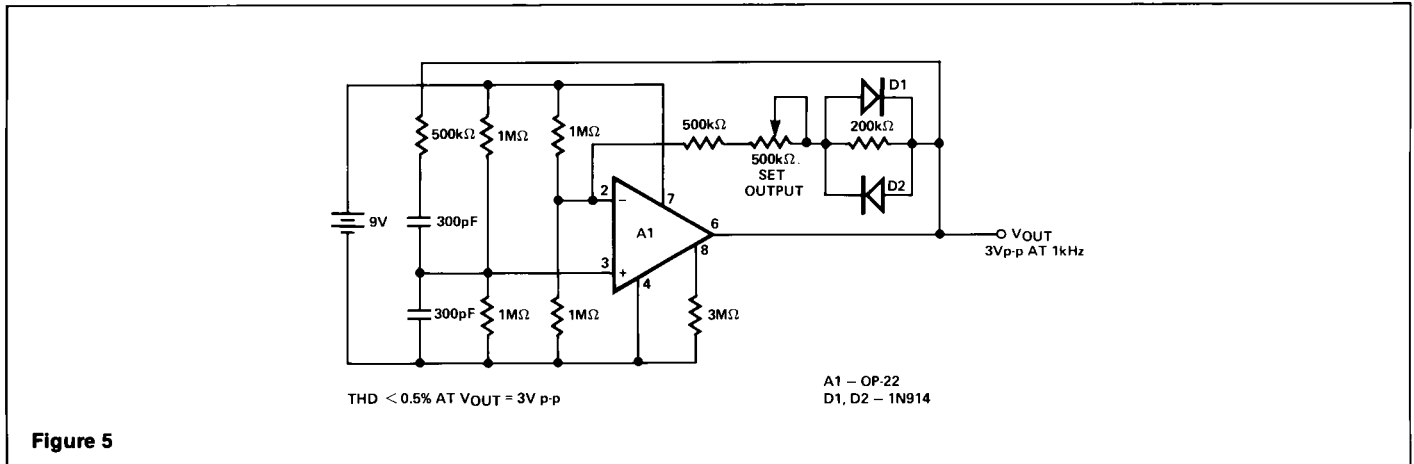 D1
500kΩ
200kΩ
500kΩ
1MΩ
1MΩ
500kΩ.
SET
OUTPUT
D2
2
7
−
9V
300pF
A1
6
VOUT
3Vp-p AT 1kHz
8
3
+
4
300pF
1MΩ
1MΩ
3MΩ
THD < 0.5% AT VOUT = 3V p-p
A1 – OP-22
D1, D2 – 1N914
Figure 5